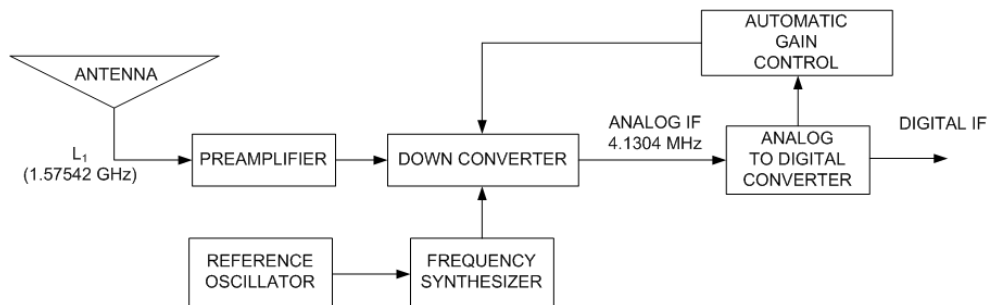 AUTOMATIC
GAIN
CONTROL
ANTENNA
L₁
(1.57542 GHz)
PREAMPLIFIER
DOWN CONVERTER
ANALOG IF
4.1304 MHz
ANALOG
TO DIGITAL
CONVERTER
DIGITAL IF
REFERENCE
OSCILLATOR
FREQUENCY
SYNTHESIZER